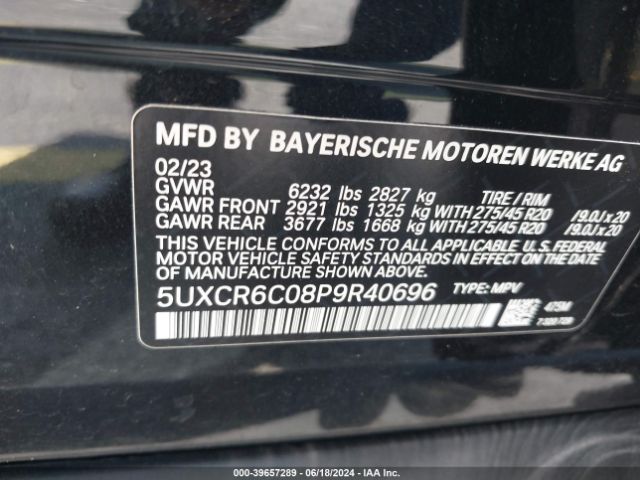 MFD BY BAYERISCHE MOTOREN WERKE AG
02/23
GVWR 6232 lbs 2827 kg TIRE / RIM
GAWR FRONT 2921 lbs 1325 kg WITH 275/45 R20 /9.0J x 20
GAWR REAR 3677 lbs 1668 kg WITH 275/45 R20 /9.0J x 20
THIS VEHICLE CONFORMS TO ALL APPLICABLE U.S. FEDERAL
MOTOR VEHICLE SAFETY STANDARDS IN EFFECT ON THE DATE
OF MANUFACTURE SHOWN ABOVE.
5UXCR6C08P9R40696 TYPE: MPV
475M
000-39657289 - 06/18/2024 - IAA Inc.